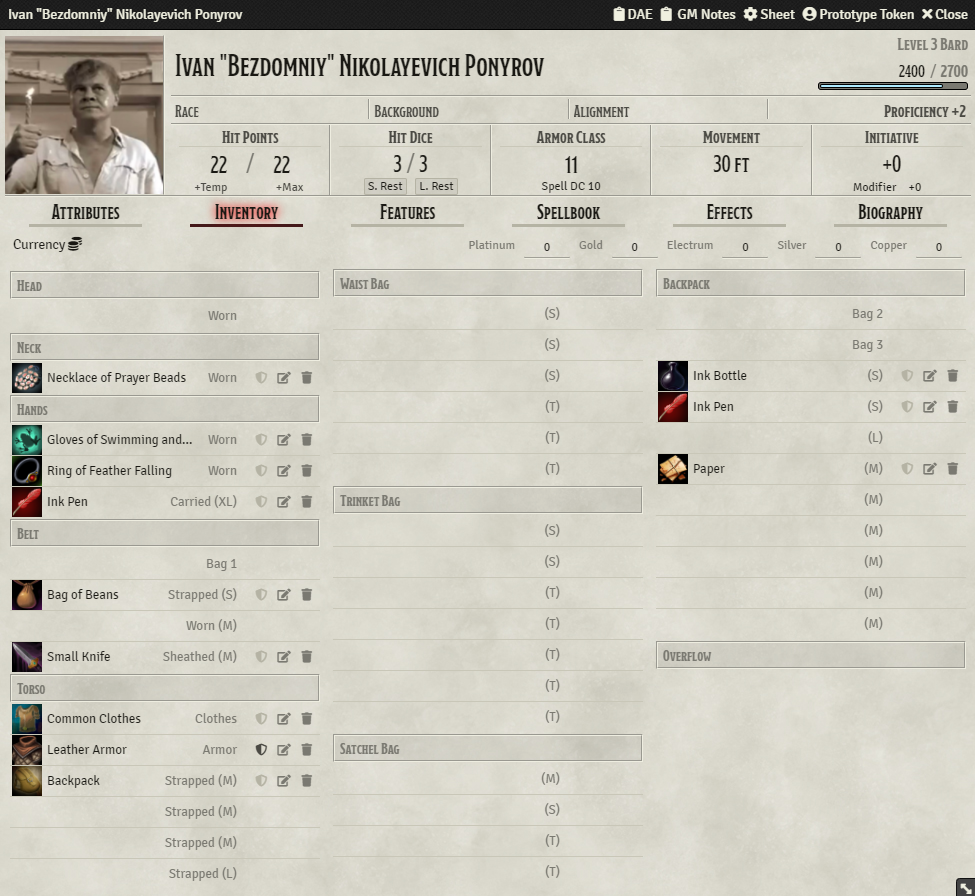 Ivan "Bezdomniy" Nikolayevich Ponyrov DAE GM Notes Sheet Prototype Token Close
Ivan "Bezdomniy" Nikolayevich Ponyrov
Level 3 Bard
2400 / 2700
Race Background Alignment Proficiency +2
Hit Points Hit Dice Armor Class Movement Initiative
22 / 22 3 / 3 11 30 ft +0
+Temp +Max S. Rest L. Rest Spell DC 10 Modifier +0
Attributes Inventory Features Spellbook Effects Biography
Currency Platinum 0 Gold 0 Electrum 0 Silver 0 Copper 0
Head
Worn
Neck
Necklace of Prayer Beads Worn
Hands
Gloves of Swimming and... Worn
Ring of Feather Falling Worn
Ink Pen Carried (XL)
Belt
Bag 1
Bag of Beans Strapped (S)
Worn (M)
Small Knife Sheathed (M)
Torso
Common Clothes Clothes
Leather Armor Armor
Backpack Strapped (M)
Strapped (M)
Strapped (M)
Strapped (L)
Waist Bag
(S)
(S)
(S)
(T)
(T)
(T)
Trinket Bag
(S)
(S)
(T)
(T)
(T)
(T)
(T)
Satchel Bag
(M)
(S)
(T)
(T)
Backpack
Bag 2
Bag 3
Ink Bottle (S)
Ink Pen (S)
(L)
Paper (M)
(M)
(M)
(M)
(M)
(M)
Overflow